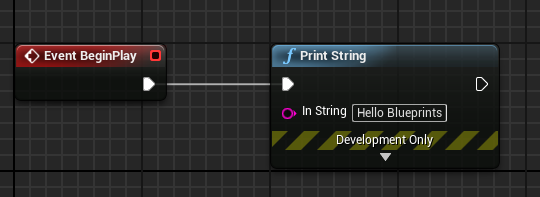 Event BeginPlay
Print String
In String Hello Blueprints
Development Only